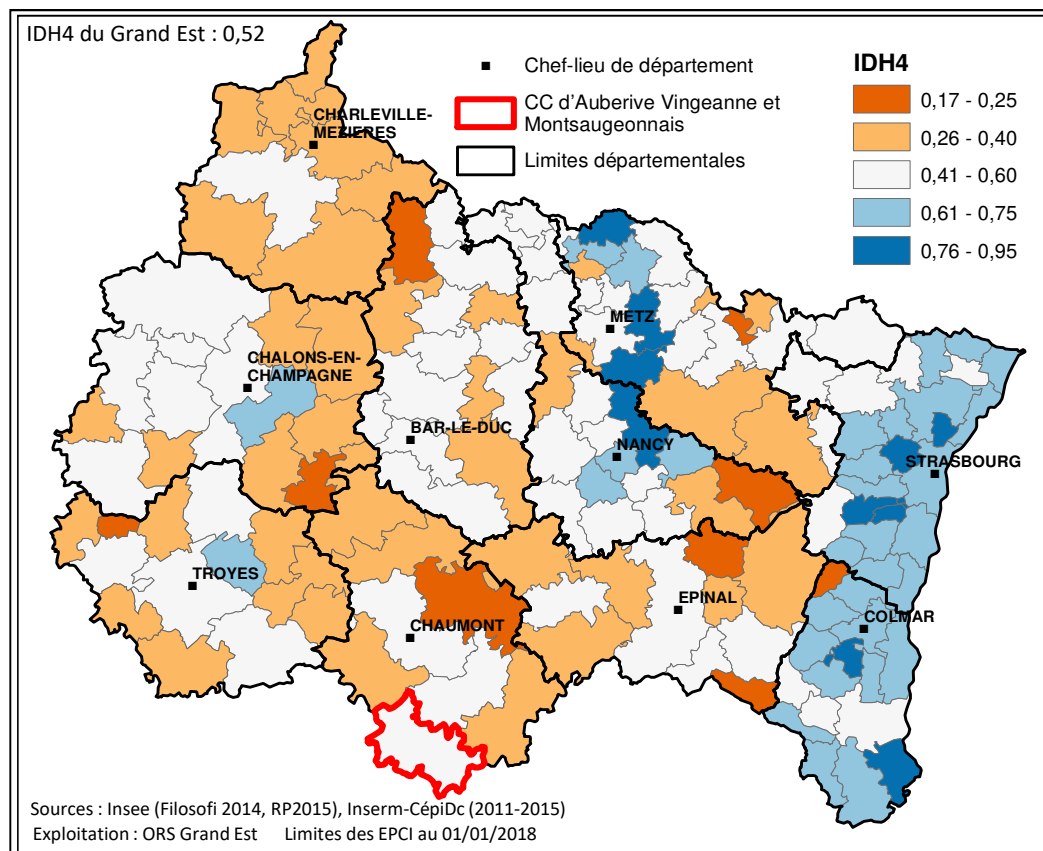 IDH4 du Grand Est : 0,52
Chef-lieu de département
CC d'Auberive Vingeanne et
Montsaugeonnais
Limites départementales
IDH4
0,17 - 0,25
0,26 - 0,40
0,41 - 0,60
0,61 - 0,75
0,76 - 0,95
CHARLEVILLE-
MEZIERES
METZ
CHALONS-EN-
CHAMPAGNE
BAR-LE-DUC
NANCY
STRASBOURG
TROYES
EPINAL
CHAUMONT
COLMAR
Sources : Insee (Filosofi 2014, RP2015), Inserm-CépiDc (2011-2015)
Exploitation : ORS Grand Est Limites des EPCI au 01/01/2018